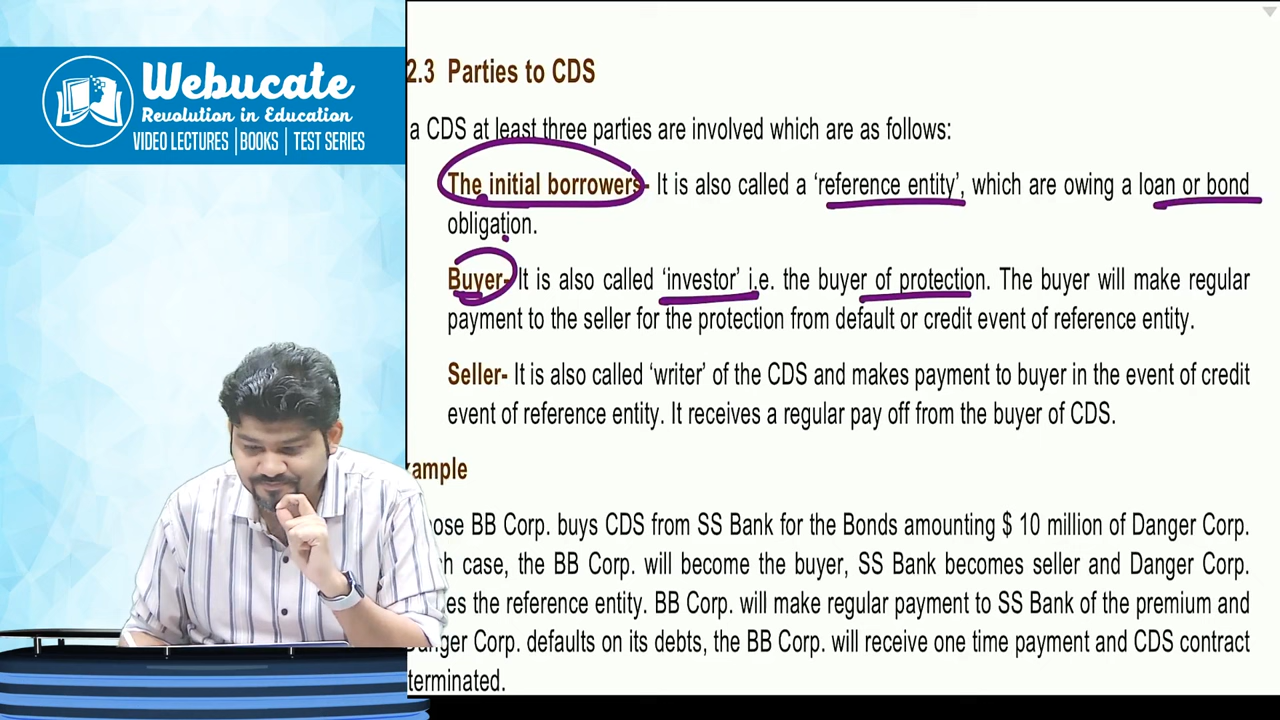 Webucate
Revolution in Education
VIDEO LECTURES | BOOKS | TEST SERIES
2.3 Parties to CDS
a CDS at least three parties are involved which are as follows:
The initial borrowers- It is also called a ‘reference entity’, which are owing a loan or bond
obligation.
Buyer- It is also called ‘investor’ i.e. the buyer of protection. The buyer will make regular
payment to the seller for the protection from default or credit event of reference entity.
Seller- It is also called ‘writer’ of the CDS and makes payment to buyer in the event of credit
event of reference entity. It receives a regular pay off from the buyer of CDS.
xample
ose BB Corp. buys CDS from SS Bank for the Bonds amounting $ 10 million of Danger Corp.
h case, the BB Corp. will become the buyer, SS Bank becomes seller and Danger Corp.
es the reference entity. BB Corp. will make regular payment to SS Bank of the premium and
anger Corp. defaults on its debts, the BB Corp. will receive one time payment and CDS contract
terminated.